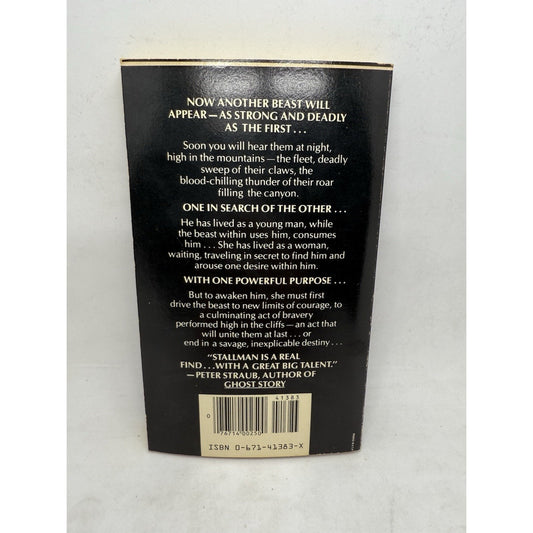 NOW ANOTHER BEAST WILL
APPEAR—AS STRONG AND DEADLY
AS THE FIRST...
Soon you will hear them at night,
high in the mountains—the fleet, deadly
sweep of their claws, the
blood-chilling thunder of their roar
filling the canyon.
ONE IN SEARCH OF THE OTHER...
He has lived as a young man, while
the beast within uses him, consumes
him... She has lived as a woman,
waiting, traveling in secret to find him and
arouse one desire within him.
WITH ONE POWERFUL PURPOSE...
But to awaken him, she must first
drive the beast to new limits of courage, to
a culminating act of bravery
performed high in the cliffs—an act that
will unite them at last... or
end in a savage, inexplicable destiny...
"STALLMAN IS A REAL
FIND...WITH A GREAT BIG TALENT."
—PETER STRAUB, AUTHOR OF
GHOST STORY
41383
0
76714 00250
ISBN 0-671-41383-X